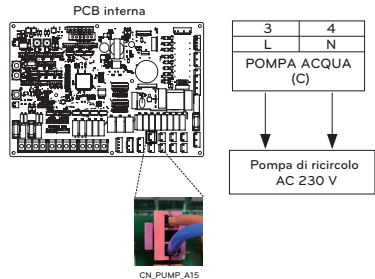 PCB interna
3 4
L N
POMPA ACQUA
(C)
Pompa di ricircolo
AC 230 V
CN_PUMP_A15